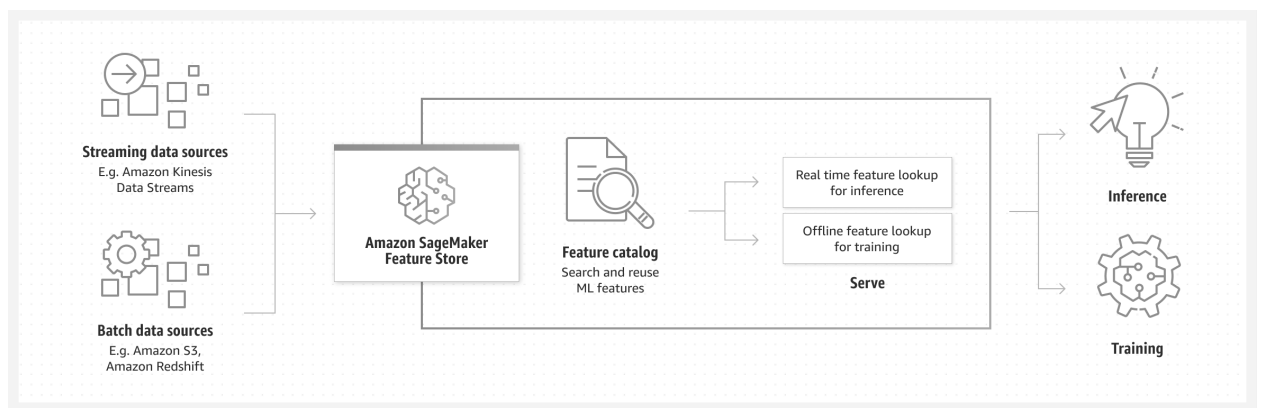 Streaming data sources
E.g. Amazon Kinesis
Data Streams
Batch data sources
E.g. Amazon S3,
Amazon Redshift
Amazon SageMaker
Feature Store
Feature catalog
Search and reuse
ML features
Real time feature lookup
for inference
Offline feature lookup
for training
Serve
Inference
Training